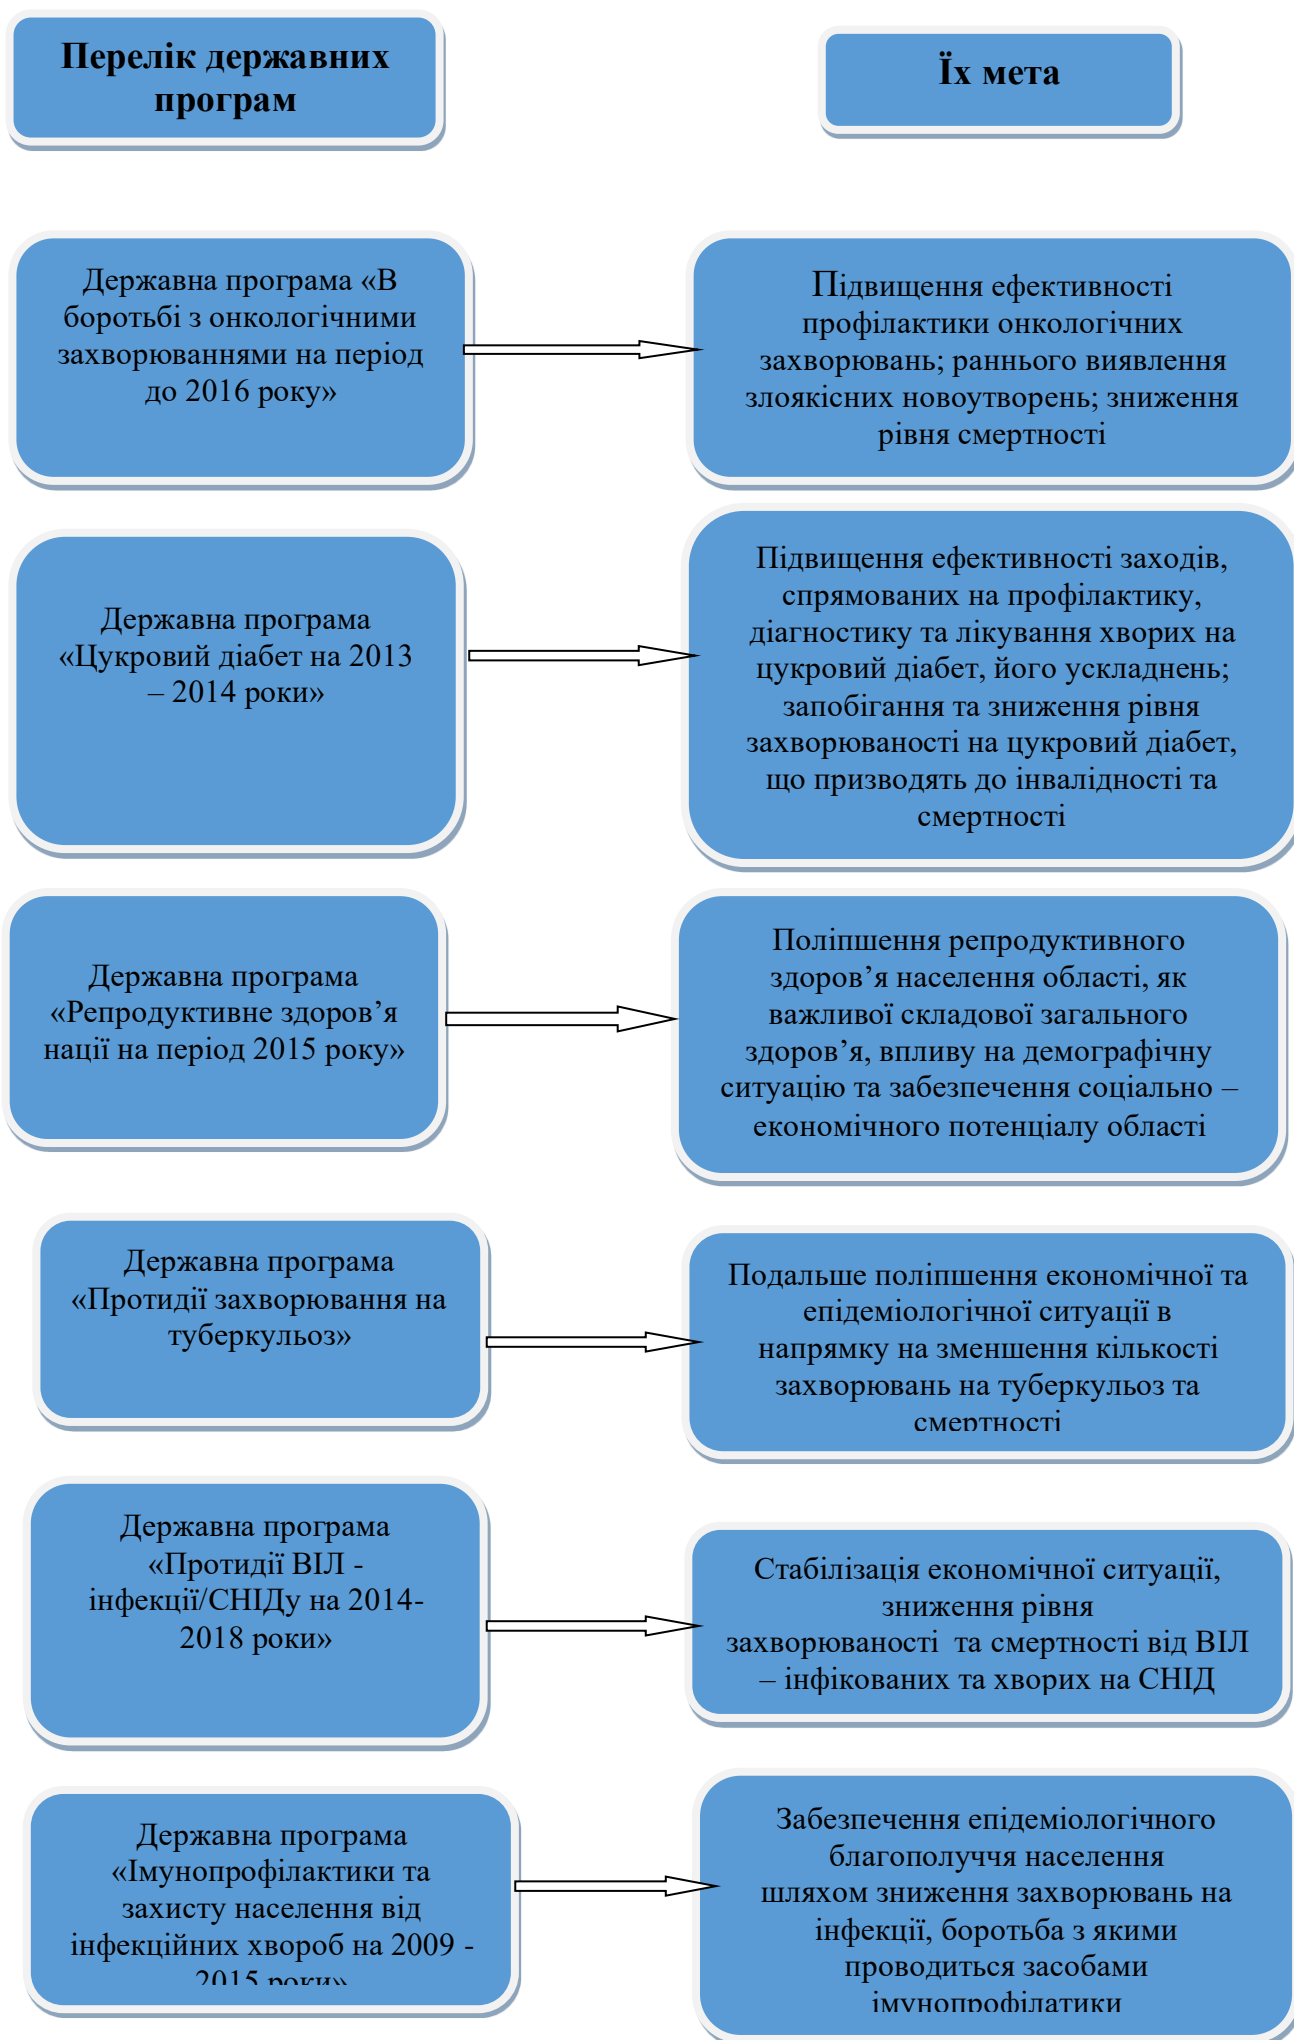 Перелік державних
програм
Їх мета
Державна програма «В
боротьбі з онкологічними
захворюваннями на період
до 2016 року»
Підвищення ефективності
профілактики онкологічних
захворювань; раннього виявлення
злоякісних новоутворень; зниження
рівня смертності
Державна програма
«Цукровий діабет на 2013
– 2014 роки»
Підвищення ефективності заходів,
спрямованих на профілактику,
діагностику та лікування хворих на
цукровий діабет, його ускладнень;
запобігання та зниження рівня
захворюваності на цукровий діабет,
що призводять до інвалідності та
смертності
Державна програма
«Репродуктивне здоров’я
нації на період 2015 року»
Поліпшення репродуктивного
здоров’я населення області, як
важливої складової загального
здоров’я, впливу на демографічну
ситуацію та забезпечення соціально –
економічного потенціалу області
Державна програма
«Протидії захворювання на
туберкульоз»
Подальше поліпшення економічної та
епідеміологічної ситуації в
напрямку на зменшення кількості
захворювань на туберкульоз та
смертності
Державна програма
«Протидії ВІЛ -
інфекції/СНІДу на 2014-
2018 роки»
Стабілізація економічної ситуації,
зниження рівня
захворюваності та смертності від ВІЛ
– інфікованих та хворих на СНІД
Державна програма
«Імунопрофілактики та
захисту населення від
інфекційних хвороб на 2009 -
2015 роки»
Забезпечення епідеміологічного
благополуччя населення
шляхом зниження захворювань на
інфекції, боротьба з якими
проводиться засобами
імунопрофілатики